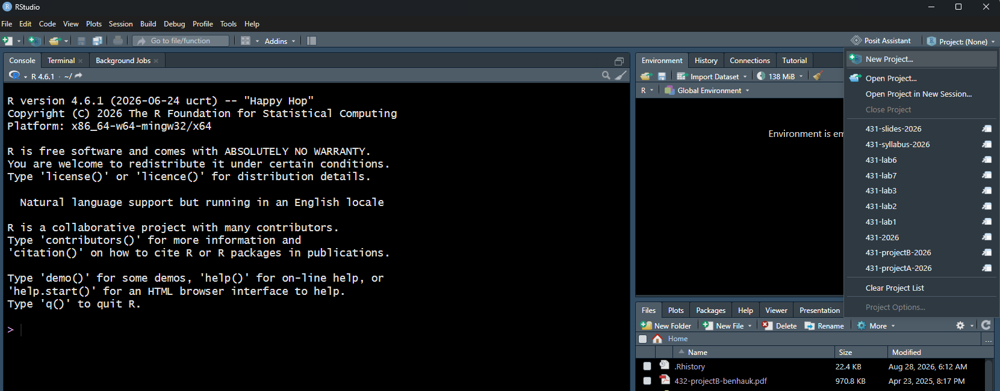 RStudio
File Edit Code View Plots Session Build Debug Profile Tools Help
Go to file/function Addins Posit Assistant Project: (None)
Console Terminal Background Jobs
R 4.6.1 · ~/
R version 4.6.1 (2026-06-24 ucrt) -- "Happy Hop"
Copyright (C) 2026 The R Foundation for Statistical Computing
Platform: x86_64-w64-mingw32/x64
R is free software and comes with ABSOLUTELY NO WARRANTY.
You are welcome to redistribute it under certain conditions.
Type 'license()' or 'licence()' for distribution details.
Natural language support but running in an English locale
R is a collaborative project with many contributors.
Type 'contributors()' for more information and
'citation()' on how to cite R or R packages in publications.
Type 'demo()' for some demos, 'help()' for on-line help, or
'help.start()' for an HTML browser interface to help.
Type 'q()' to quit R.
>
Environment History Connections Tutorial
Import Dataset 138 MiB
R Global Environment
Environment is em
New Project...
Open Project...
Open Project in New Session...
Close Project
431-slides-2026
431-syllabus-2026
431-lab6
431-lab7
431-lab3
431-lab2
431-lab1
431-2026
431-projectB-2026
431-projectA-2026
Clear Project List
Project Options...
Files Plots Packages Help Viewer Presentation
New Folder New File Delete Rename More
Home ...
Name Size Modified
.Rhistory 22.4 KB Aug 28, 2026, 6:12 AM
432-projectB-benhauk.pdf 970.8 KB Apr 23, 2025, 8:17 PM